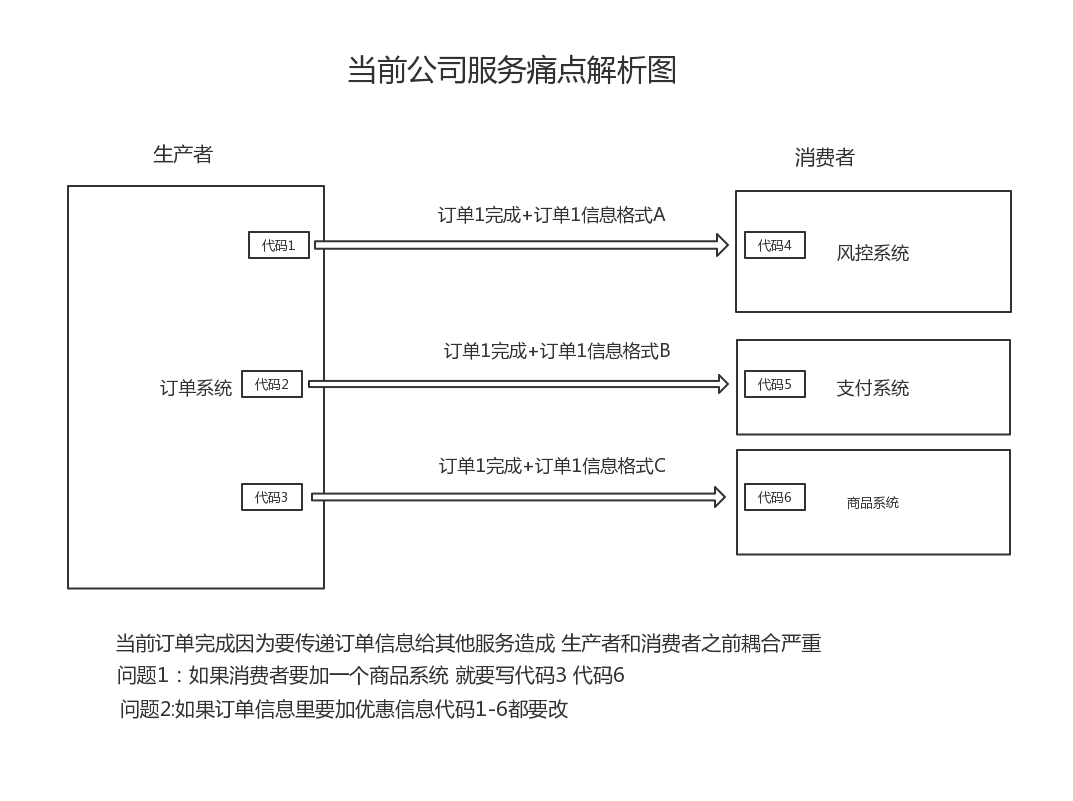 当前公司服务痛点解析图
生产者
消费者
订单1完成+订单1信息格式A
代码1
代码4
风控系统
订单1完成+订单1信息格式B
订单系统
代码2
代码5
支付系统
订单1完成+订单1信息格式C
代码3
代码6
商品系统
当前订单完成因为要传递订单信息给其他服务造成 生产者和消费者之前耦合严重
问题1：如果消费者要加一个商品系统 就要写代码3 代码6
问题2:如果订单信息里要加优惠信息代码1-6都要改